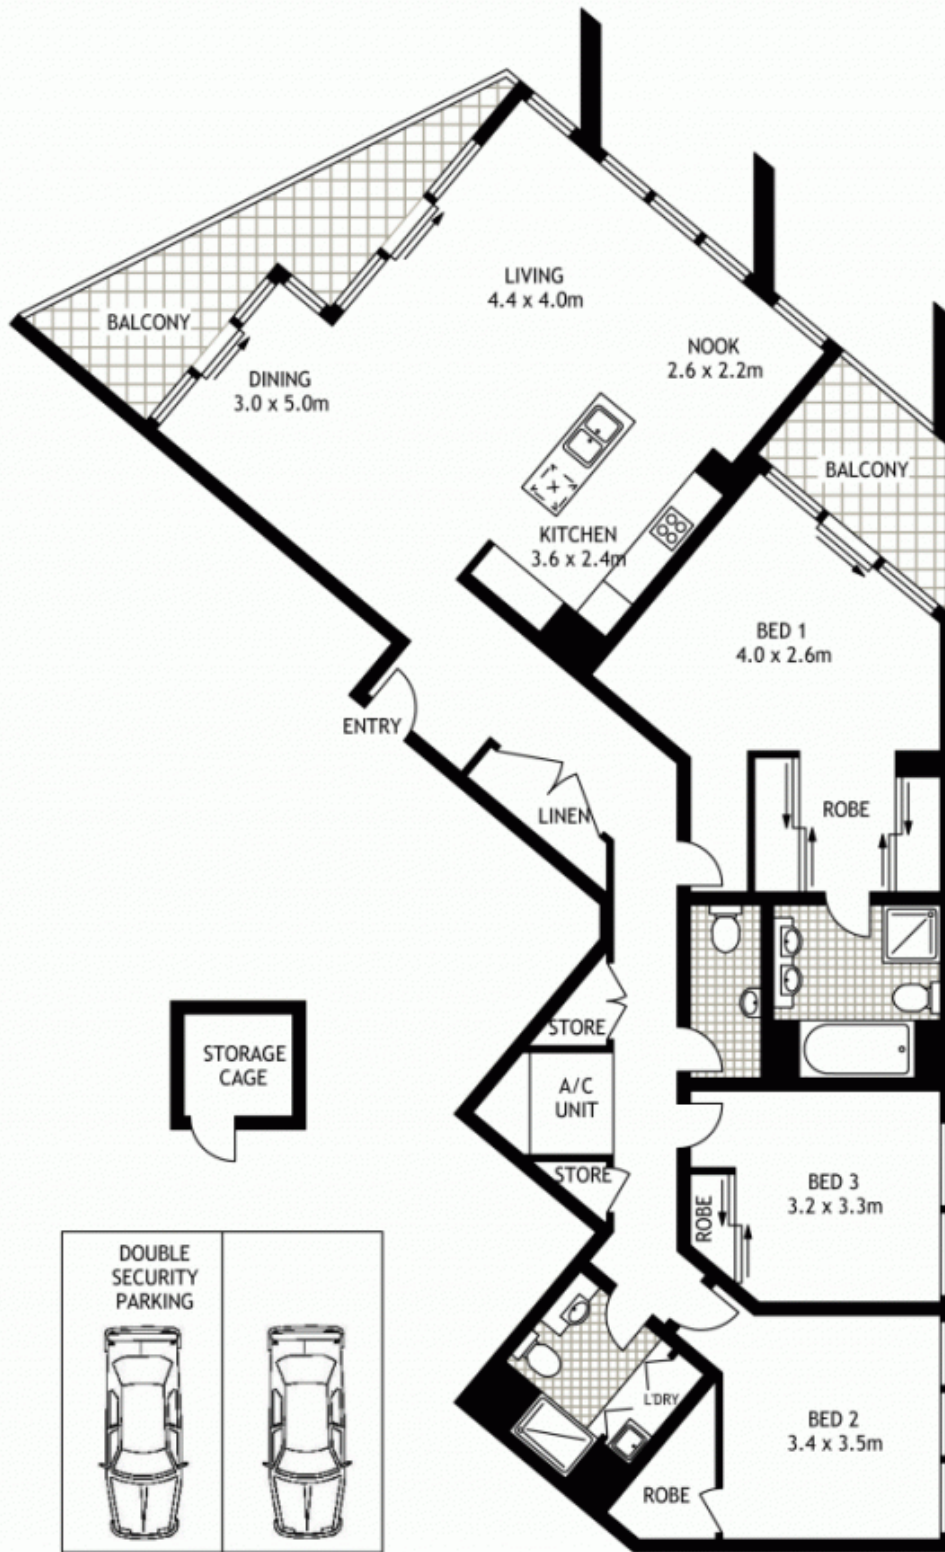 LIVING
4.4 x 4.0m
BALCONY
NOOK
2.6 x 2.2m
DINING
3.0 x 5.0m
BALCONY
KITCHEN
3.6 x 2.4m
BED 1
4.0 x 2.6m
ENTRY
LINEN
ROBE
STORE
STORAGE
CAGE
A/C
UNIT
STORE
BED 3
3.2 x 3.3m
ROBE
DOUBLE
SECURITY
PARKING
L'DRY
BED 2
3.4 x 3.5m
ROBE